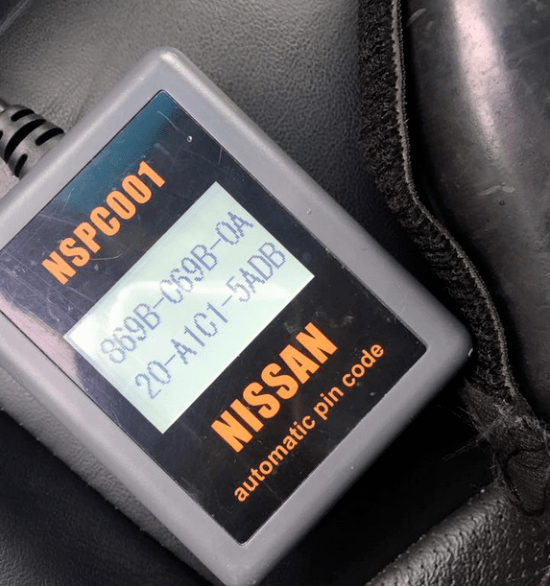 NSPC001
869B-C69B-0A
20-A1C1-5ADB
NISSAN
automatic pin code